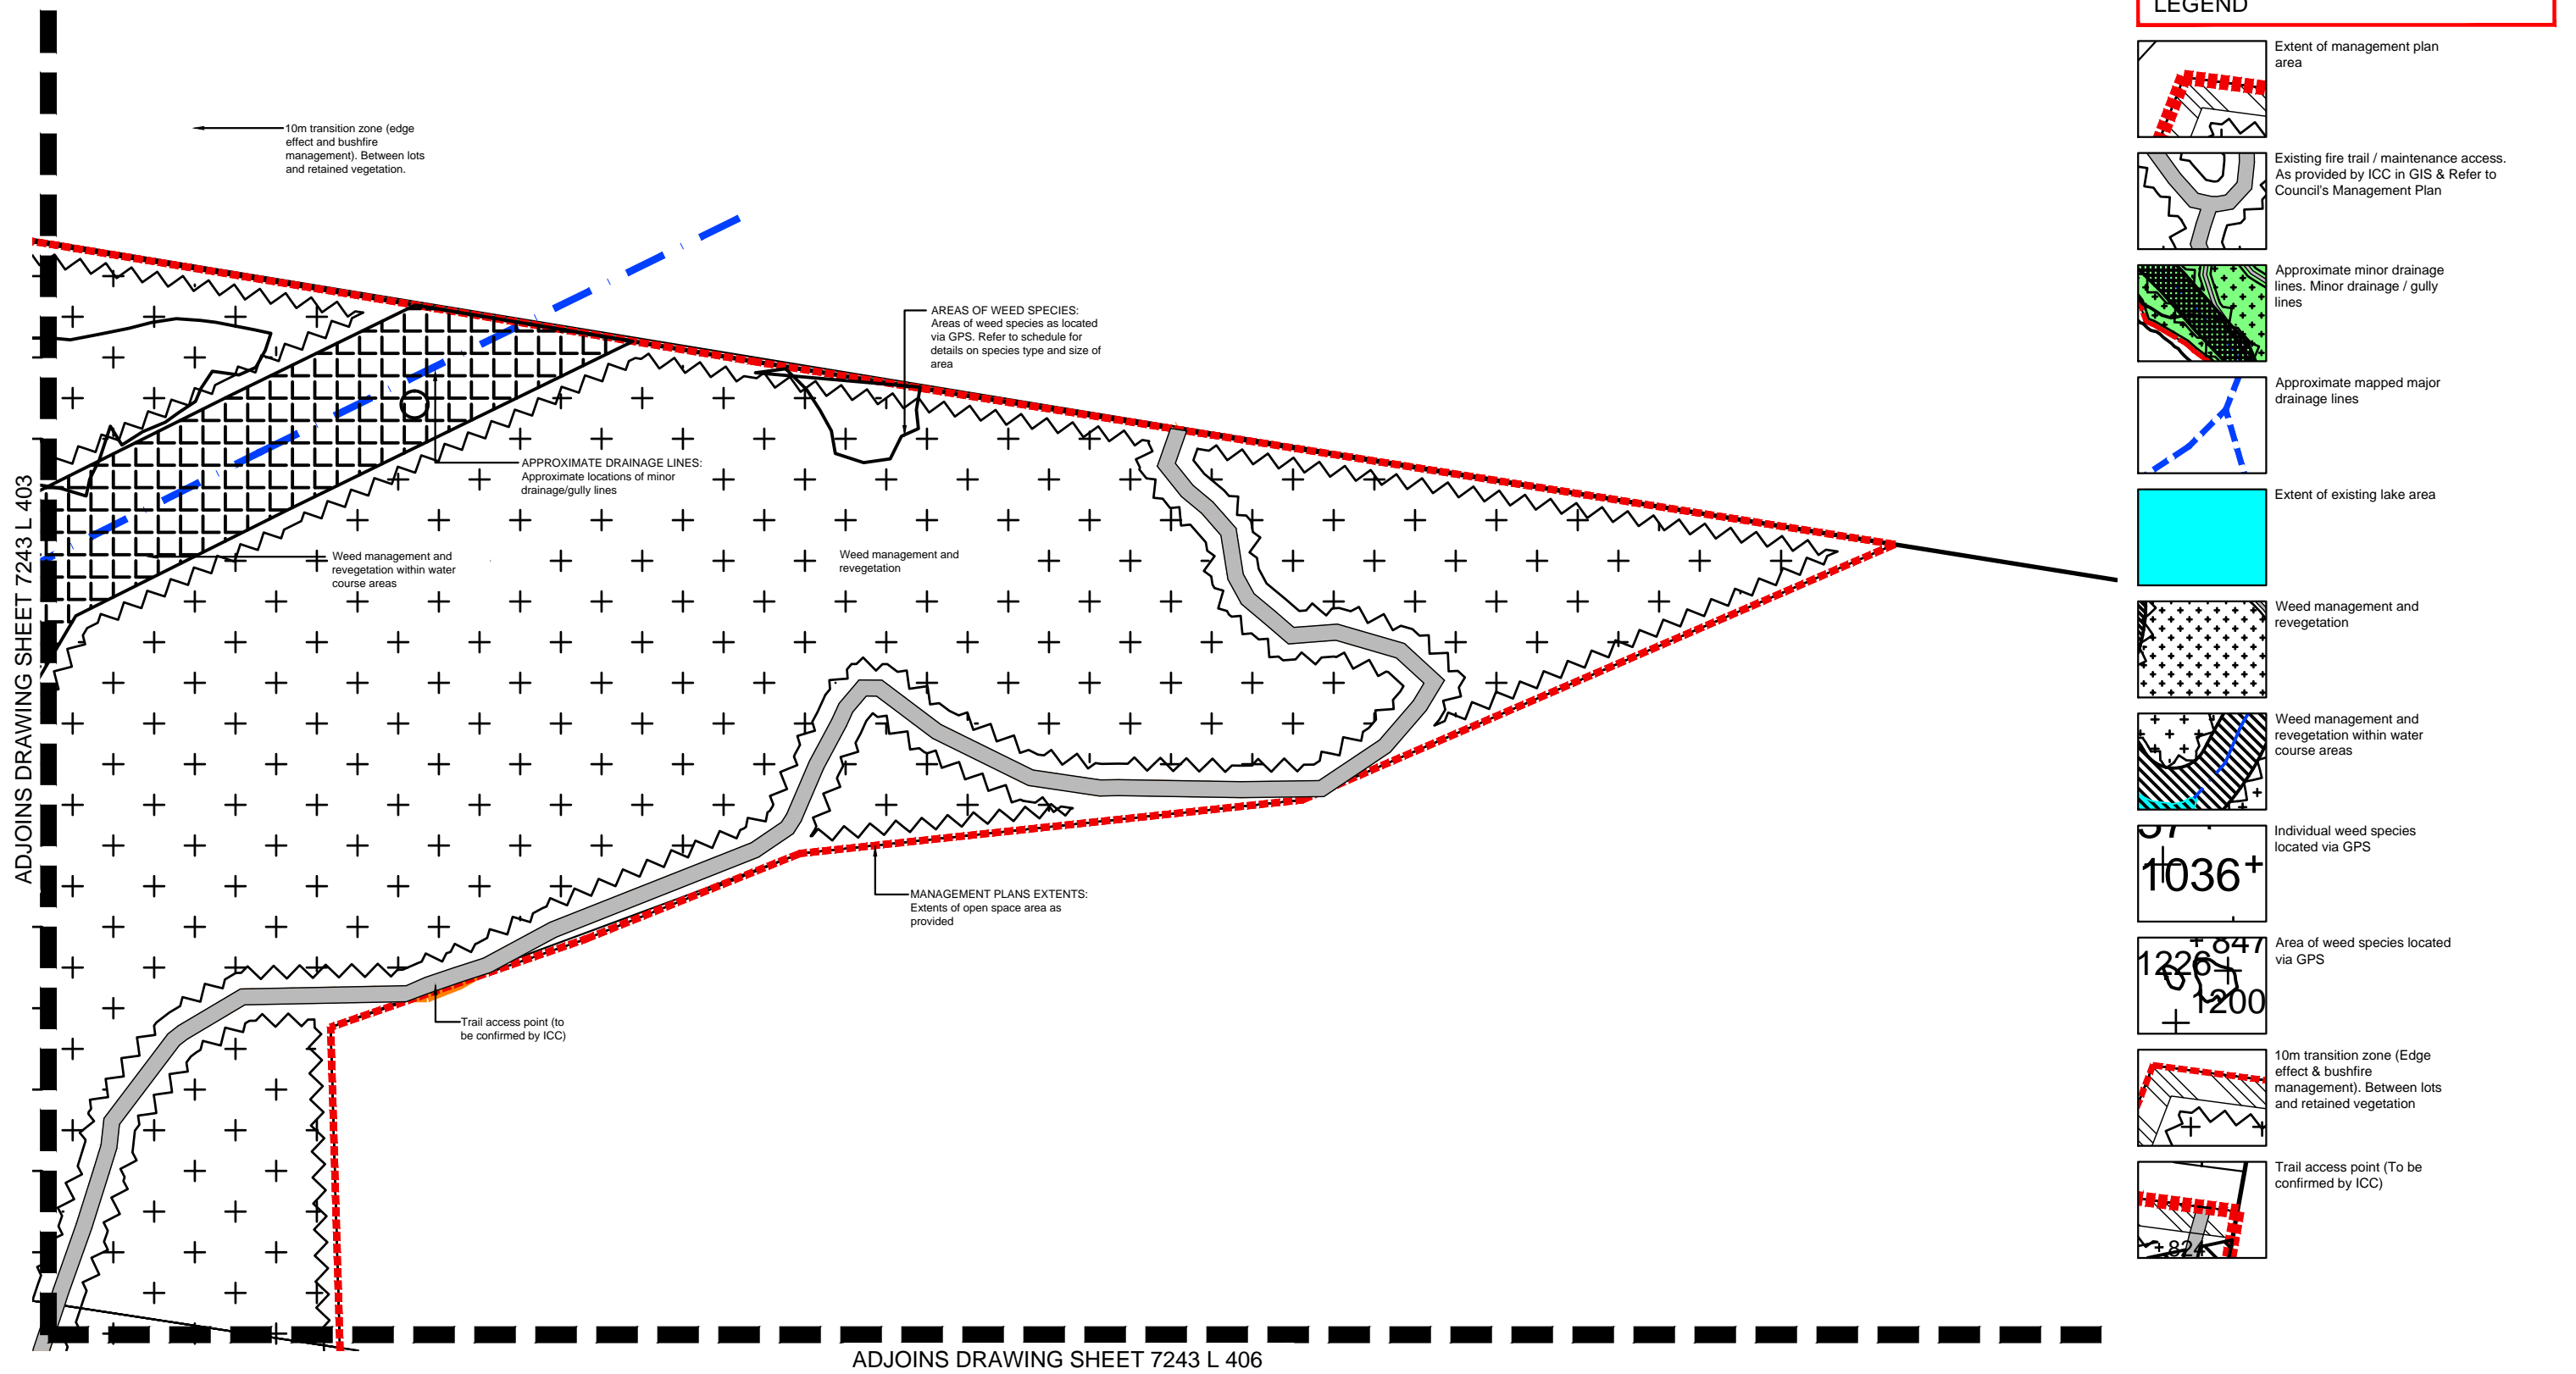 10m transition zone (edge
effect and bushfire
management). Between lots
and retained vegetation.
AREAS OF WEED SPECIES:
Areas of weed species as located
via GPS. Refer to schedule for
details on species type and size of
area
APPROXIMATE DRAINAGE LINES:
Approximate locations of minor
drainage/gully lines
Weed management and
revegetation within water
course areas
Weed management and
revegetation
MANAGEMENT PLANS EXTENTS:
Extents of open space area as
provided
Trail access point (to
be confirmed by ICC)
ADJOINS DRAWING SHEET 7243 L 403
ADJOINS DRAWING SHEET 7243 L 406
LEGEND
Extent of management plan
area
Existing fire trail / maintenance access.
As provided by ICC in GIS & Refer to
Council's Management Plan
Approximate minor drainage
lines. Minor drainage / gully
lines
Approximate mapped major
drainage lines
Extent of existing lake area
Weed management and
revegetation
Weed management and
revegetation within water
course areas
37
1036
Individual weed species
located via GPS
847
1226
1200
Area of weed species located
via GPS
10m transition zone (Edge
effect & bushfire
management). Between lots
and retained vegetation
824
Trail access point (To be
confirmed by ICC)